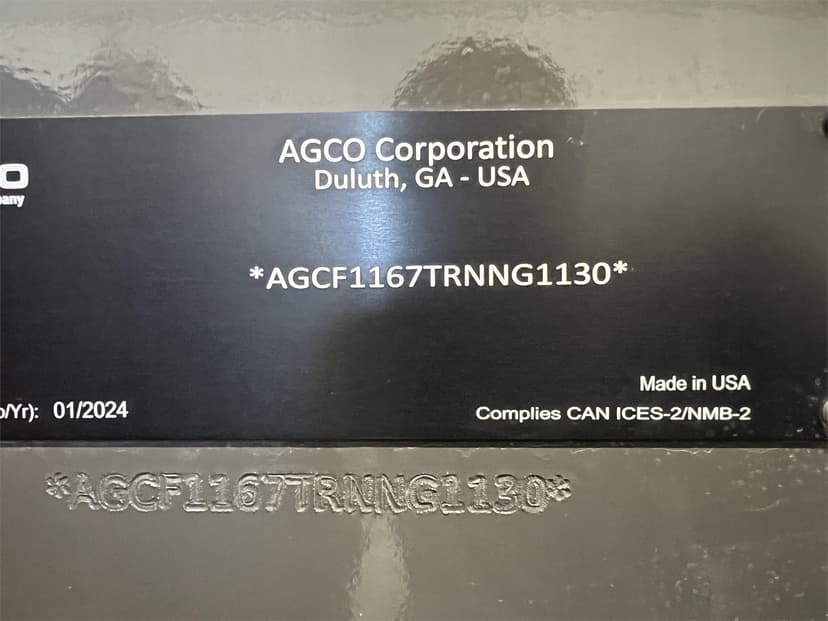 AGCO Corporation
Duluth, GA - USA
*AGCF1167TRNNG1130*
Made in USA
01/2024
Complies CAN ICES-2/NMB-2
*AGCF1167TRNNG1130*